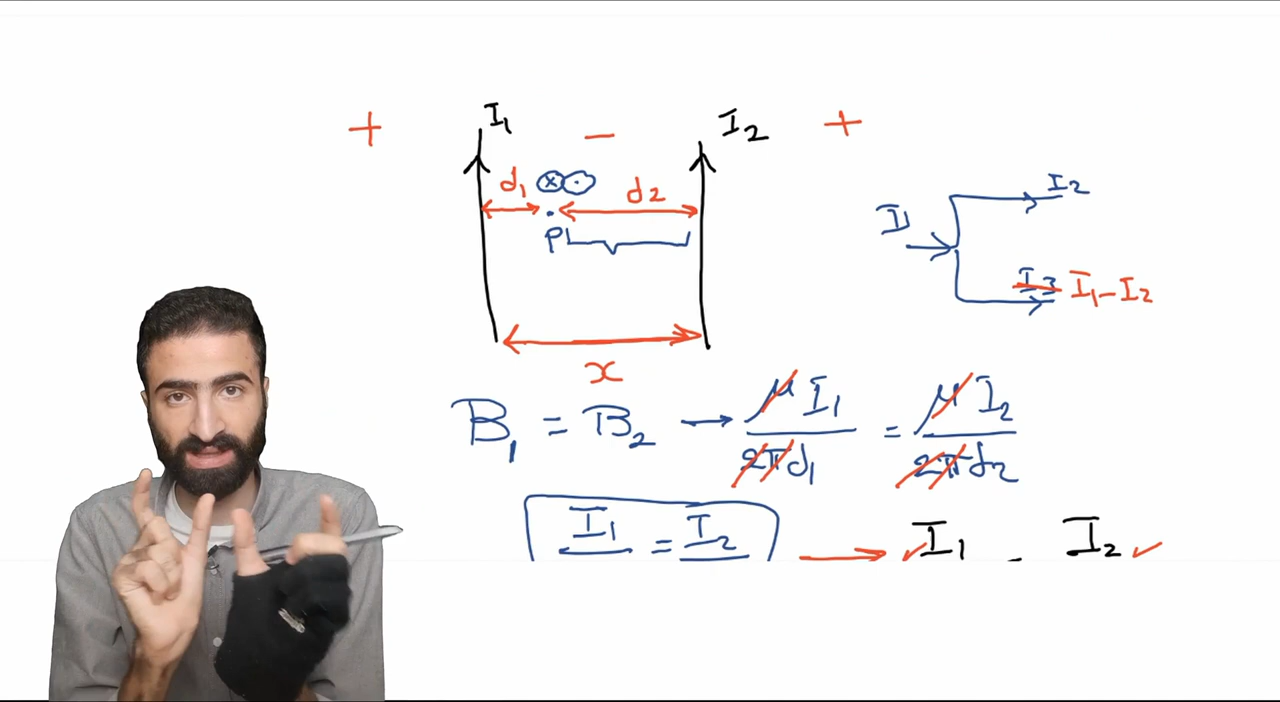 + I₁ − I₂ +
d₁ d₂
P
x
I₁ I₂
I3 I₁-I₂
B₁ = B₂ → μ I₁ / 2π d₁ = μ I₂ / 2π d₂
I₁ = I₂ → I₁ I₂